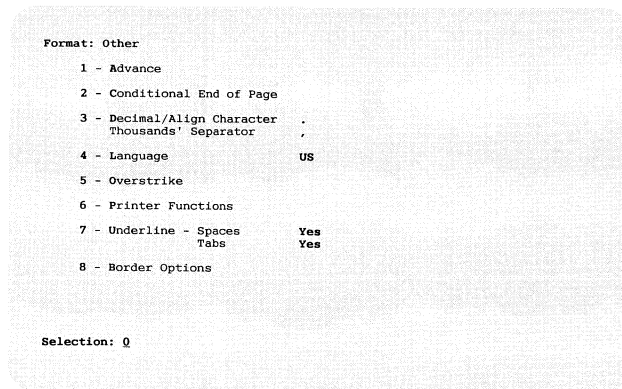 Format: Other
1 - Advance
2 - Conditional End of Page
3 - Decimal/Align Character .
Thousands' Separator ,
4 - Language US
5 - Overstrike
6 - Printer Functions
7 - Underline - Spaces Yes
Tabs Yes
8 - Border Options
Selection: 0